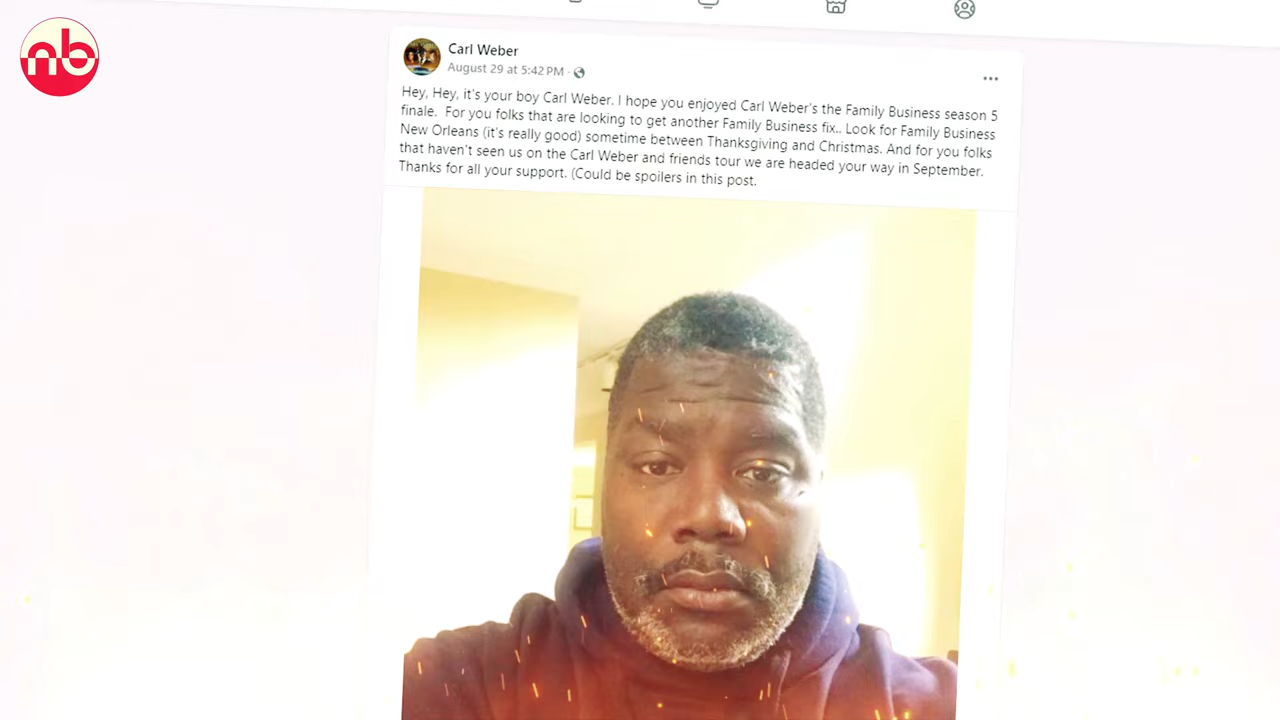 nb
Carl Weber
August 29 at 5:42 PM ·
Hey, Hey, it's your boy Carl Weber. I hope you enjoyed Carl Weber's the Family Business season 5
finale.  For you folks that are looking to get another Family Business fix.. Look for Family Business
New Orleans (it's really good) sometime between Thanksgiving and Christmas. And for you folks
that haven't seen us on the Carl Weber and friends tour we are headed your way in September.
Thanks for all your support. (Could be spoilers in this post.